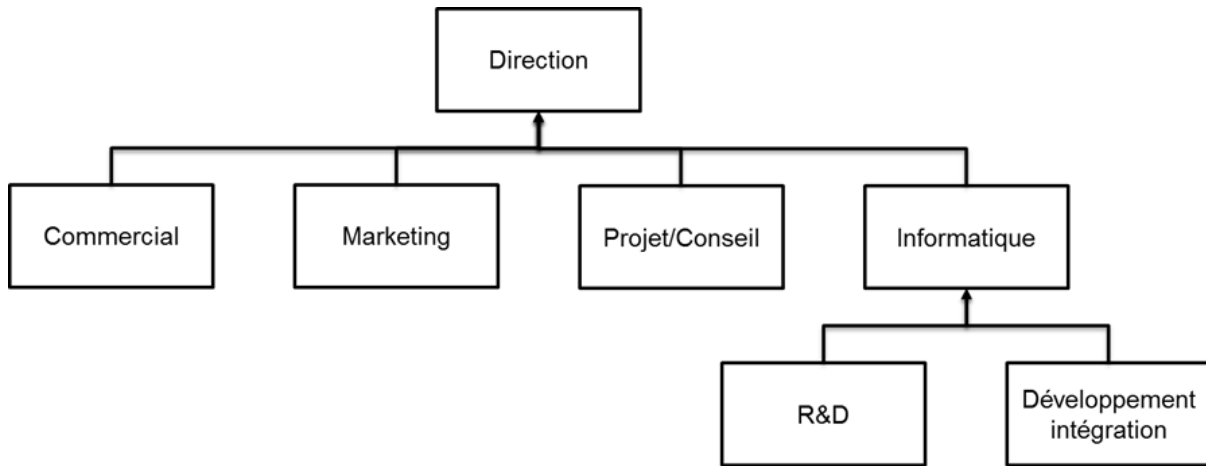 Direction
Commercial
Marketing
Projet/Conseil
Informatique
R&D
Développement
intégration